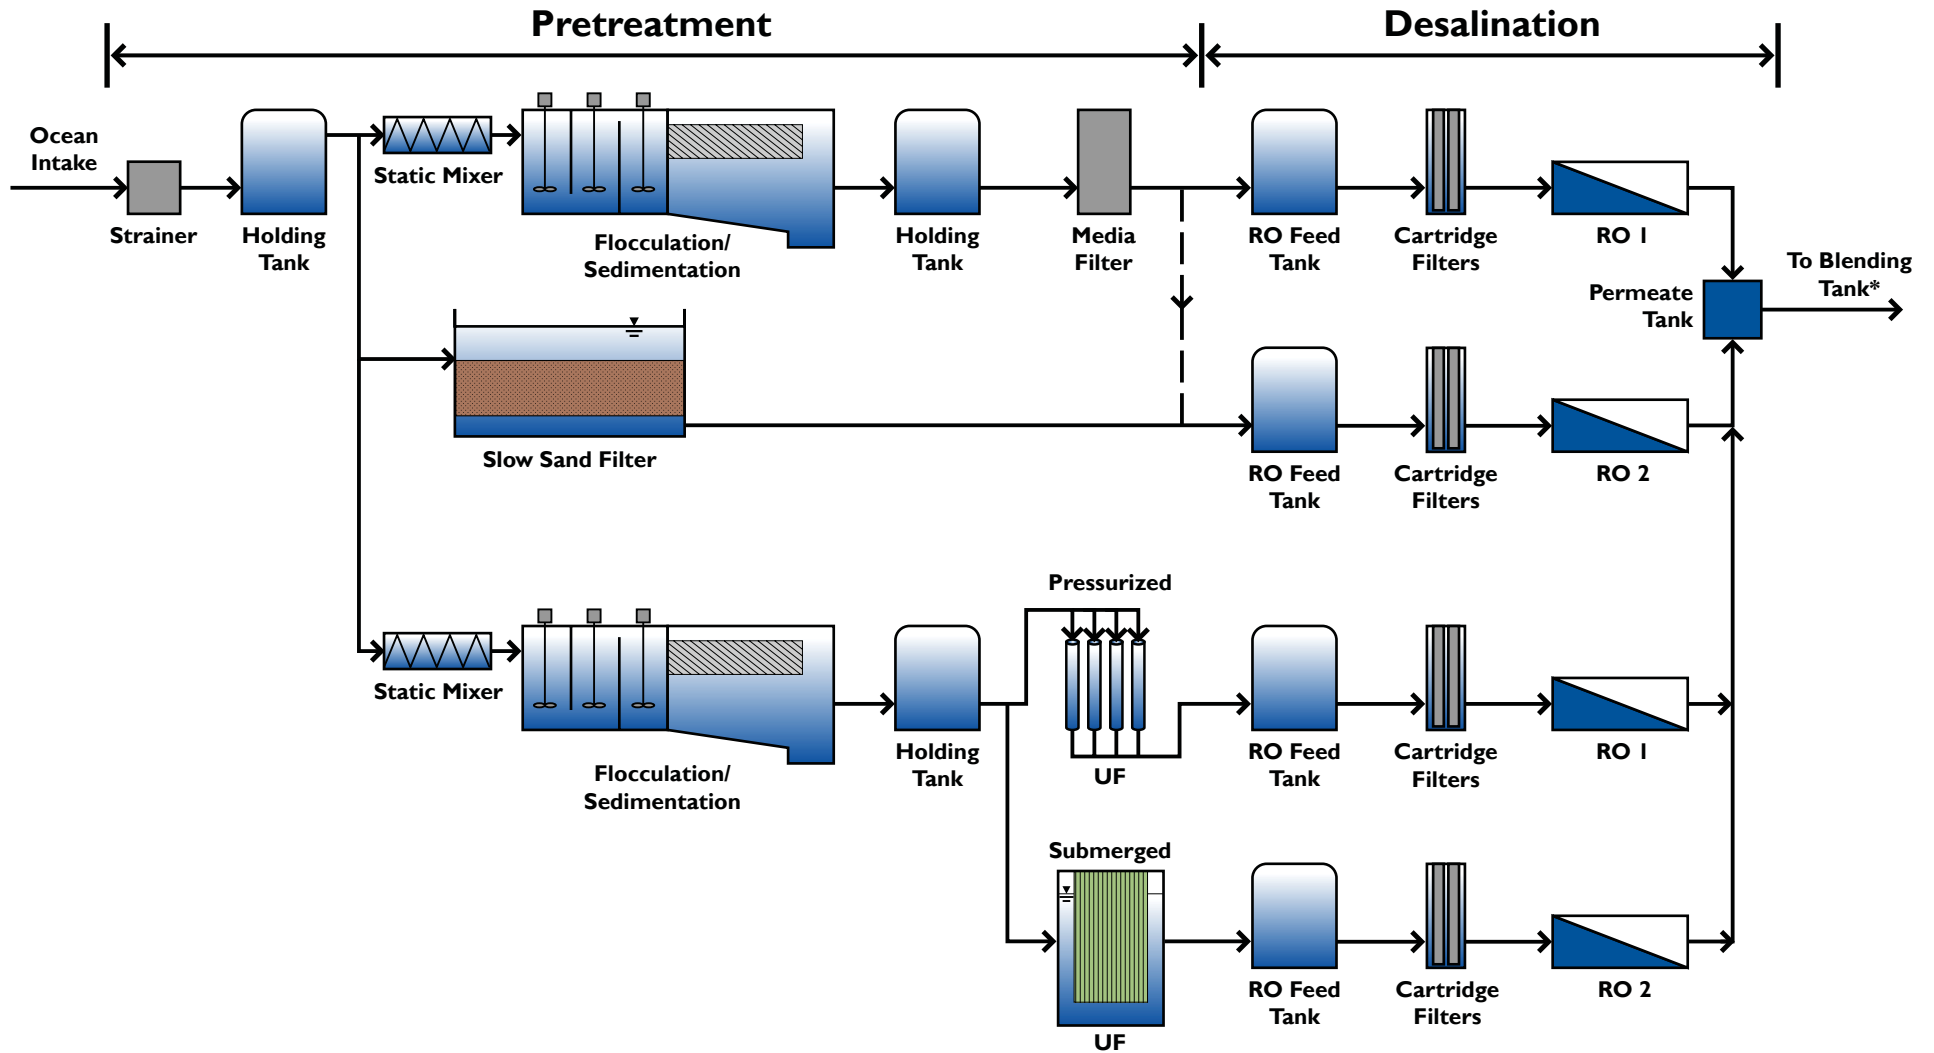 Pretreatment
Desalination
Ocean
Intake
Strainer
Holding
Tank
Static Mixer
Flocculation/
Sedimentation
Holding
Tank
Media
Filter
RO Feed
Tank
Cartridge
Filters
RO 1
Permeate
Tank
To Blending
Tank*
Slow Sand Filter
RO Feed
Tank
Cartridge
Filters
RO 2
Static Mixer
Flocculation/
Sedimentation
Holding
Tank
Pressurized
UF
RO Feed
Tank
Cartridge
Filters
RO 1
Submerged
UF
RO Feed
Tank
Cartridge
Filters
RO 2